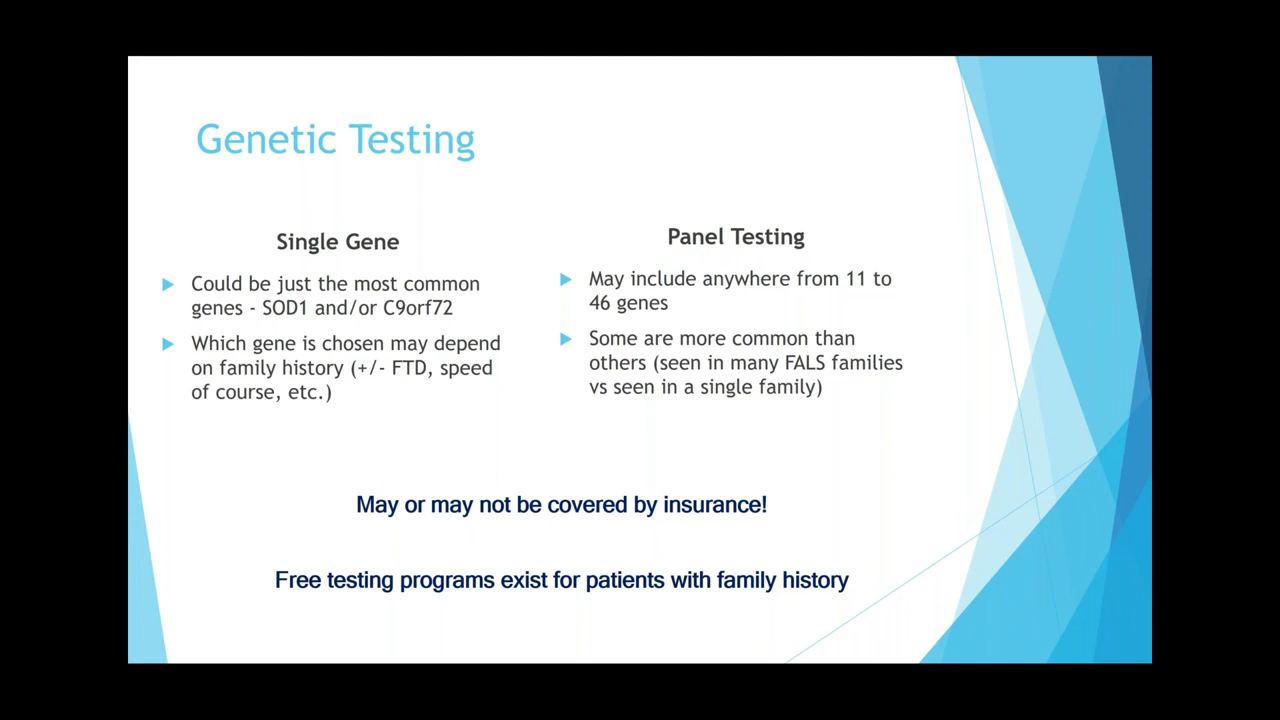 Genetic Testing
Single Gene
Could be just the most common
genes - SOD1 and/or C9orf72
Which gene is chosen may depend
on family history (+/- FTD, speed
of course, etc.)
Panel Testing
May include anywhere from 11 to
46 genes
Some are more common than
others (seen in many FALS families
vs seen in a single family)
May or may not be covered by insurance!
Free testing programs exist for patients with family history